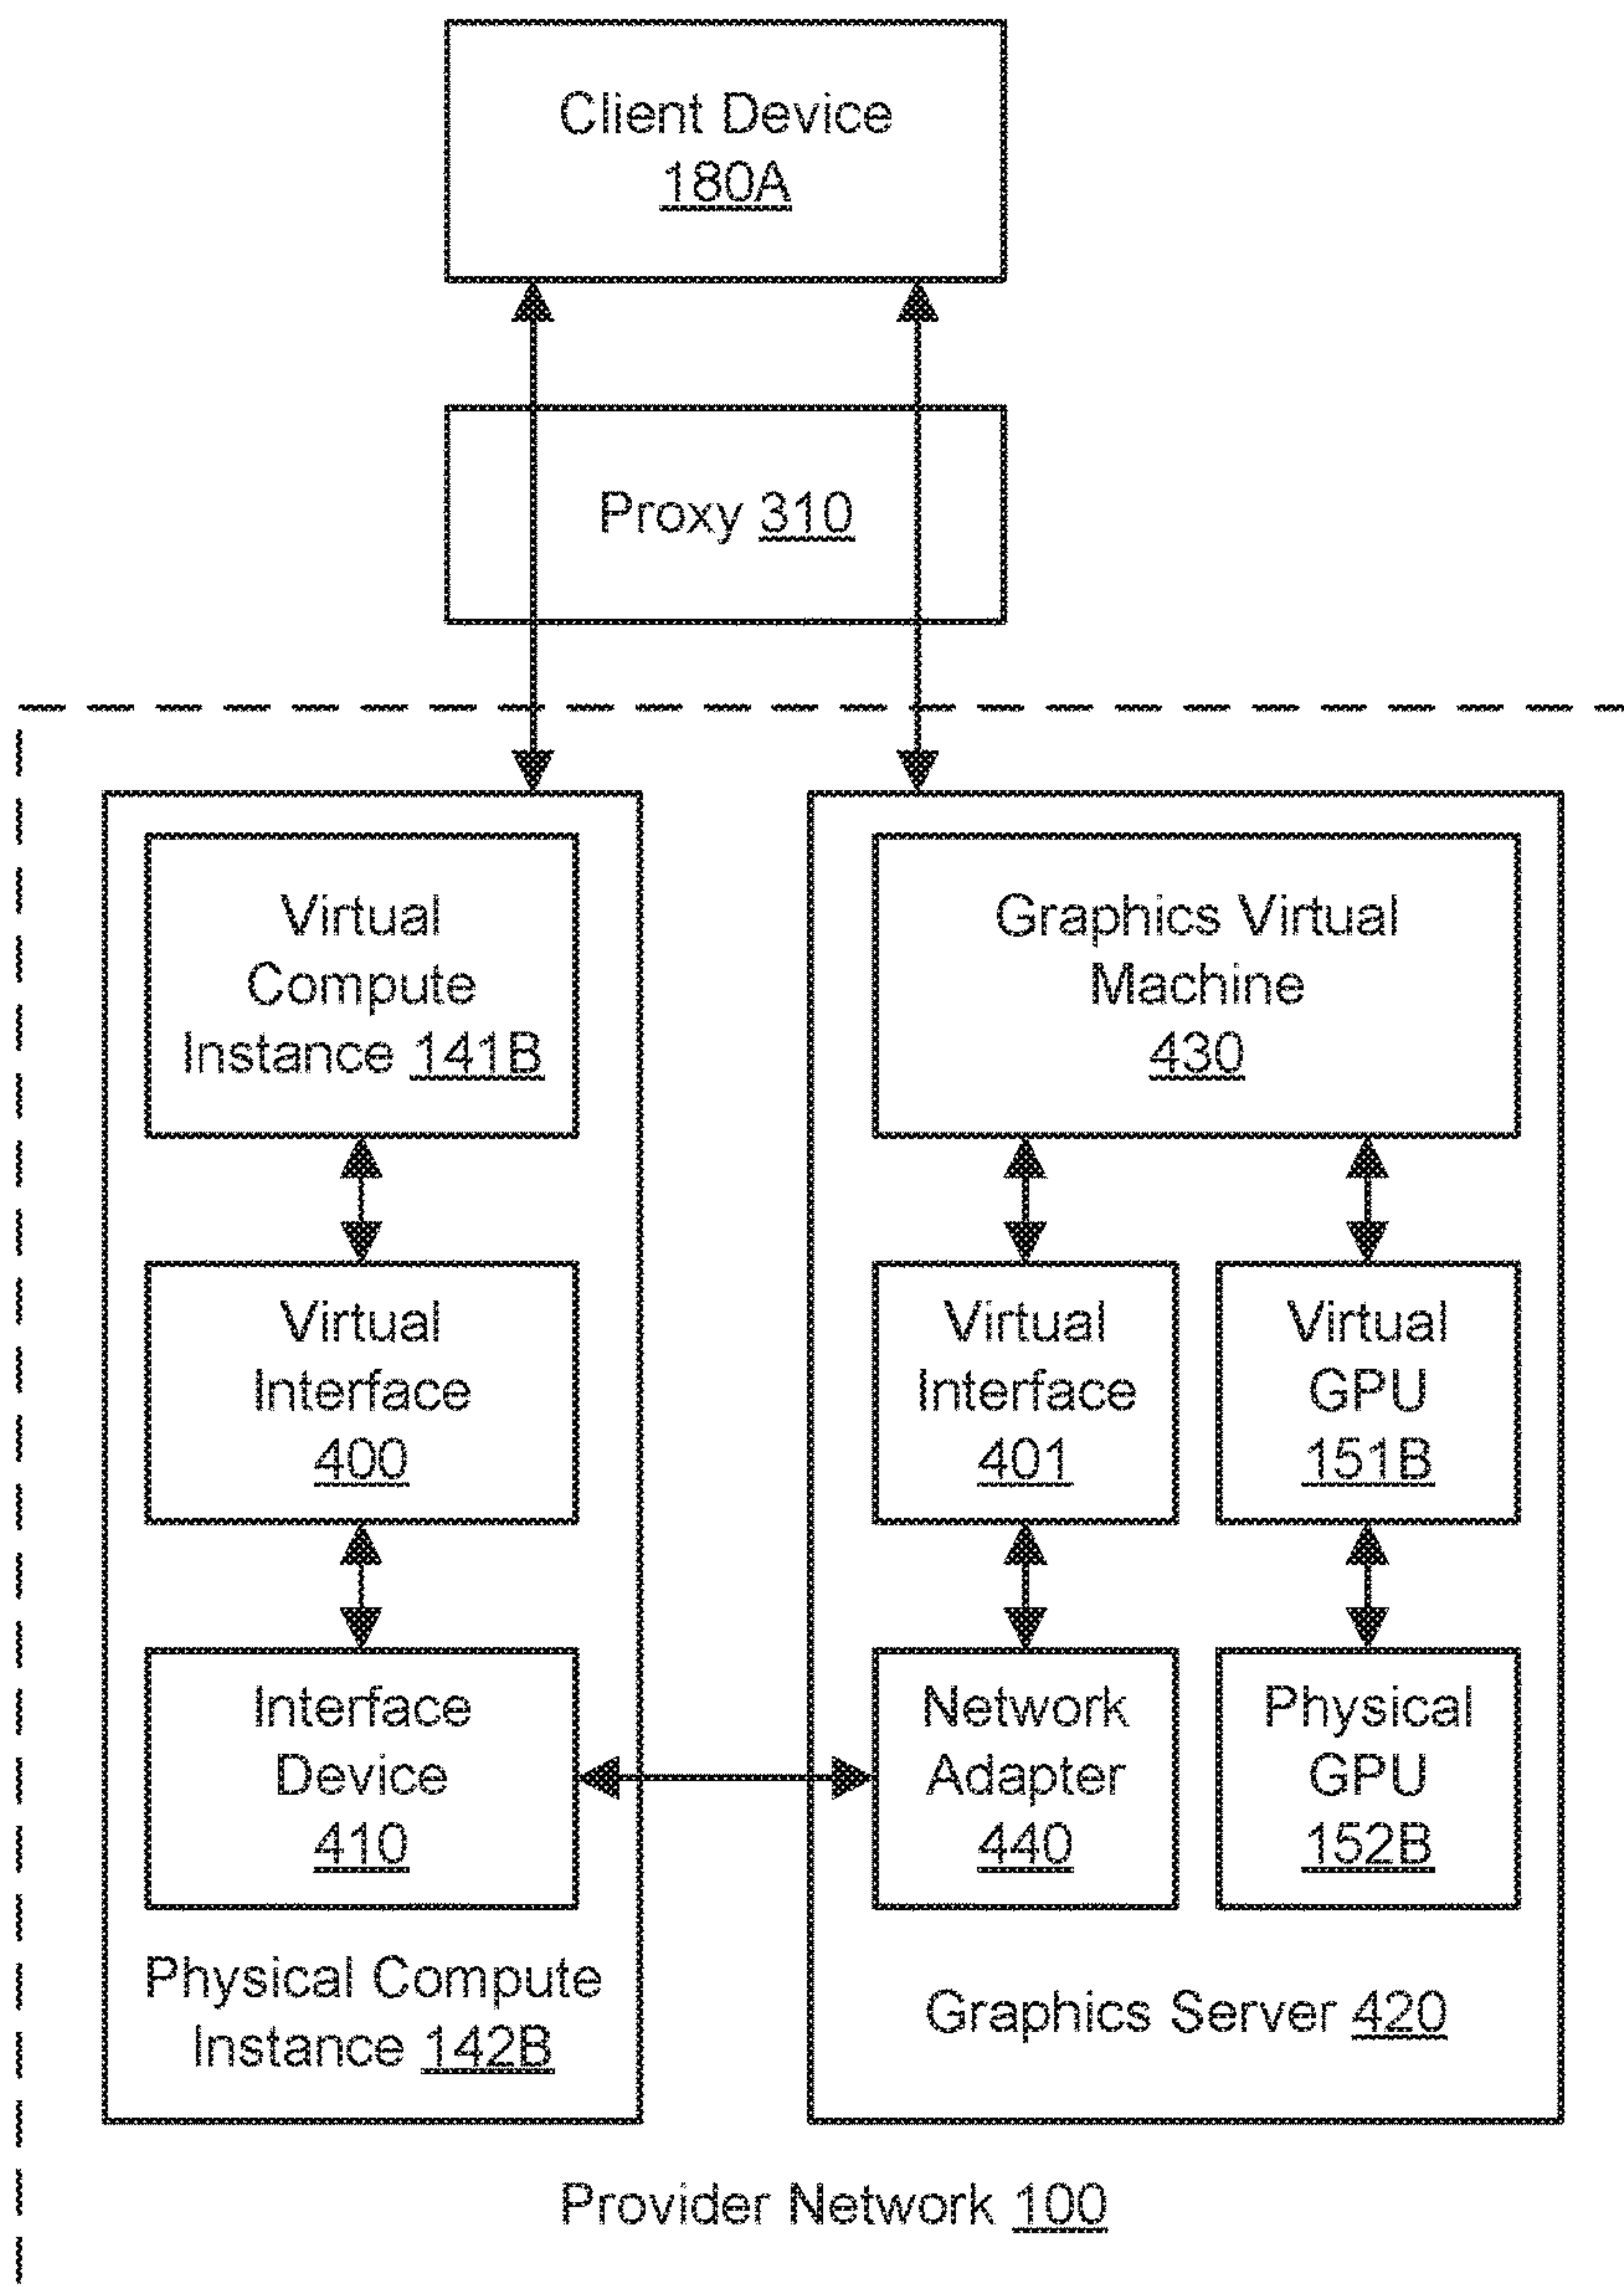 Client Device
180A
Proxy 310
Virtual
Compute
Instance 141B
Graphics Virtual
Machine
430
Virtual
Interface
400
Virtual
Interface
401
Virtual
GPU
151B
Interface
Device
410
Network
Adapter
440
Physical
GPU
152B
Physical Compute
Instance 142B
Graphics Server 420
Provider Network 100